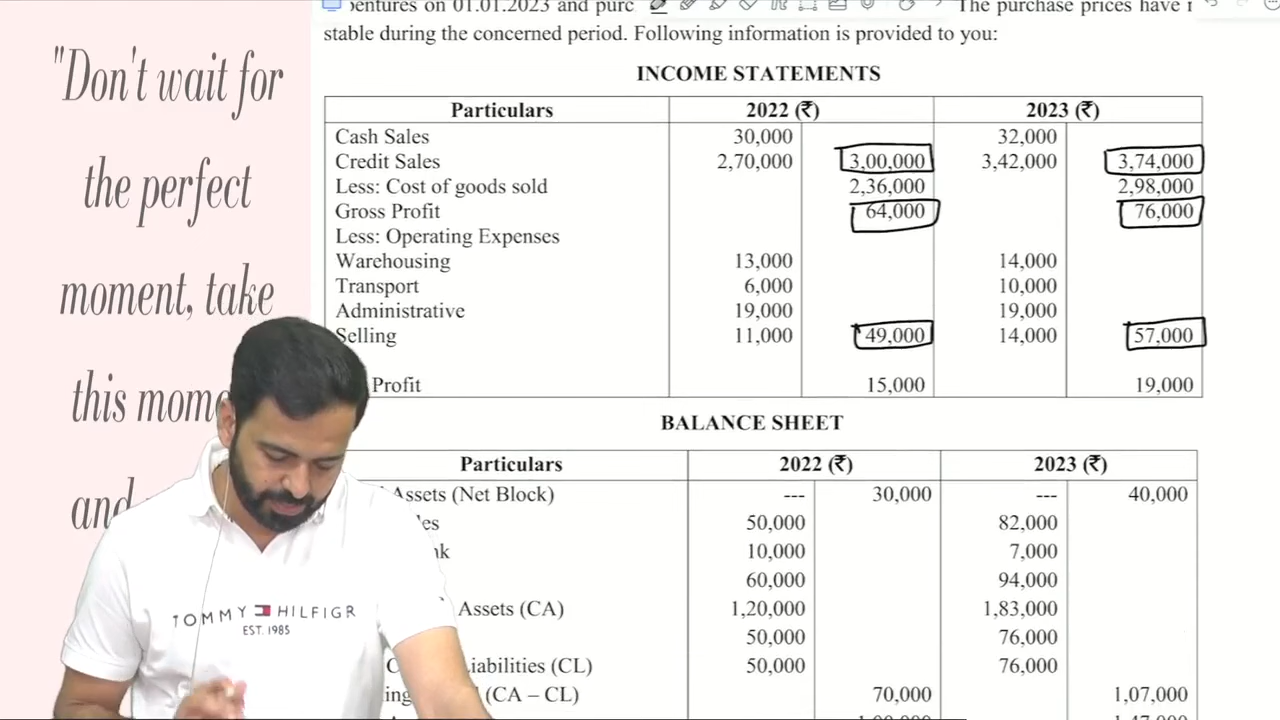 "Don't wait for
the perfect
moment, take
this mom
and
on 01.01.2023 and purc
The purchase prices have
stable during the concerned period. Following information is provided to you:
INCOME STATEMENTS
Particulars 2022 (₹) 2023 (₹)
Cash Sales 30,000 32,000
Credit Sales 2,70,000 3,00,000 3,42,000 3,74,000
Less: Cost of goods sold 2,36,000 2,98,000
Gross Profit 64,000 76,000
Less: Operating Expenses
Warehousing 13,000 14,000
Transport 6,000 10,000
Administrative 19,000 19,000
Selling 11,000 49,000 14,000 57,000
Profit 15,000 19,000
BALANCE SHEET
Particulars 2022 (₹) 2023 (₹)
Assets (Net Block) --- 30,000 --- 40,000
50,000 82,000
10,000 7,000
60,000 94,000
Assets (CA) 1,20,000 1,83,000
50,000 76,000
Liabilities (CL) 50,000 76,000
(CA – CL) 70,000 1,07,000
TOMMY HILFIGR
EST. 1985